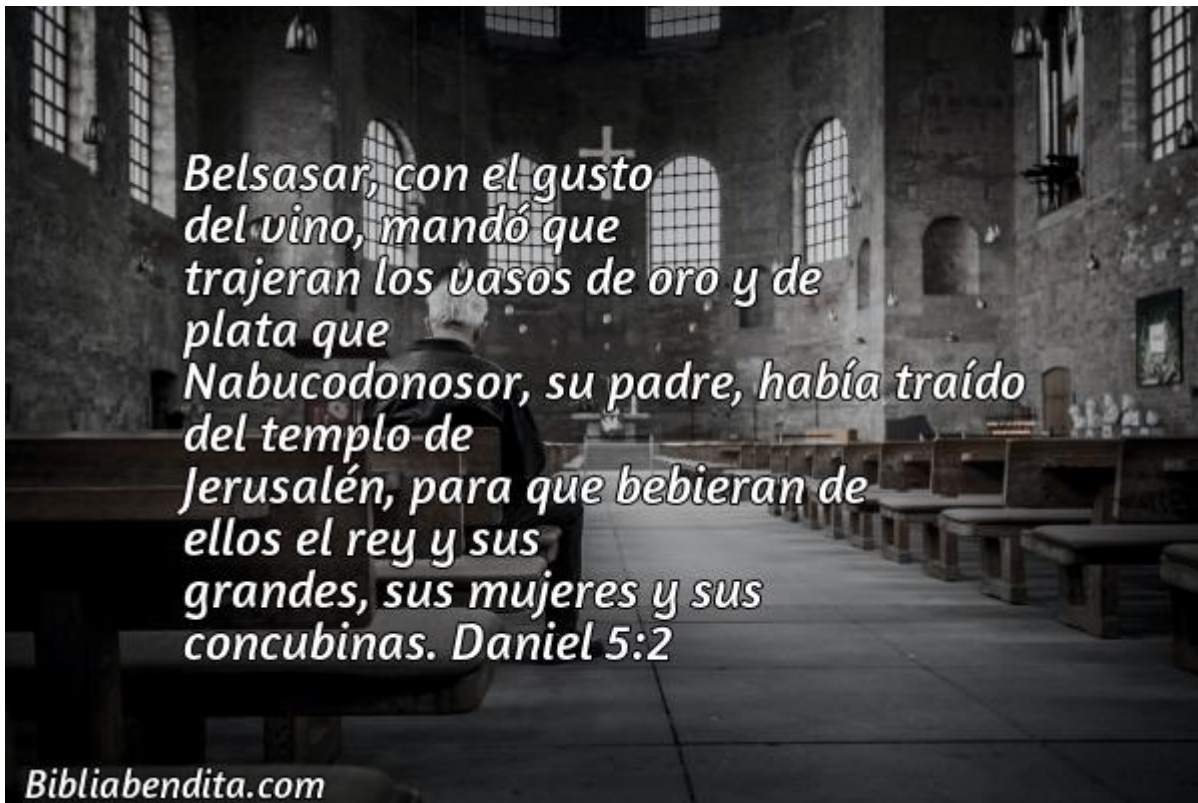 Belsasar, con el gusto
del vino, mandó que
trajeran los vasos de oro y de
plata que
Nabucodonosor, su padre, había traído
del templo de
Jerusalén, para que bebieran de
ellos el rey y sus
grandes, sus mujeres y sus
concubinas. Daniel 5:2
Bibliabendita.com